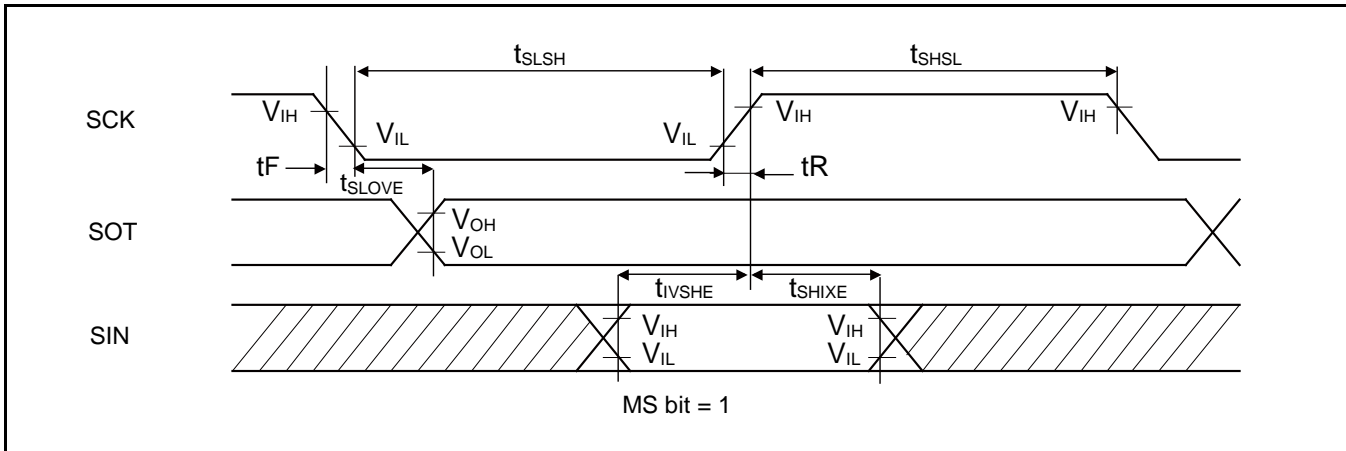 tSLSH tSHSL
SCK VIH VIL VIL VIH VIH
tF tSLOVE tR
SOT VOH VOL
tIVSHE tSHIXE
SIN VIH VIL VIH VIL
MS bit = 1